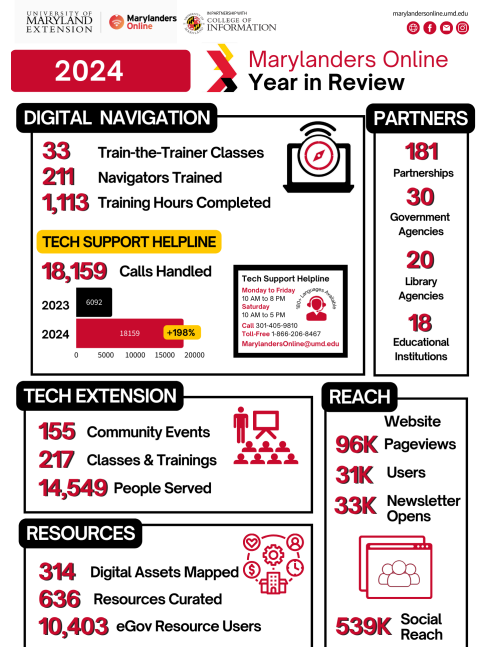 UNIVERSITY OF
MARYLAND
EXTENSION
Marylanders
Online
IN PARTNERSHIP WITH
COLLEGE OF
INFORMATION
marylandersonline.umd.edu
2024
Marylanders Online
Year in Review
DIGITAL NAVIGATION
33 Train-the-Trainer Classes
211 Navigators Trained
1,113 Training Hours Completed
TECH SUPPORT HELPLINE
18,159 Calls Handled
2023 6092
2024 18159 +198%
0 5000 10000 15000 20000
Tech Support Helpline
Monday to Friday
10 AM to 8 PM
Saturday
10 AM to 5 PM
Call 301-405-9810
Toll-Free 1-866-206-8467
MarylandersOnline@umd.edu
Languages Available
PARTNERS
181
Partnerships
30
Government
Agencies
20
Library
Agencies
18
Educational
Institutions
TECH EXTENSION
155 Community Events
217 Classes & Trainings
14,549 People Served
REACH
Website
96K Pageviews
31K Users
33K Newsletter
Opens
539K Social
Reach
RESOURCES
314 Digital Assets Mapped
636 Resources Curated
10,403 eGov Resource Users